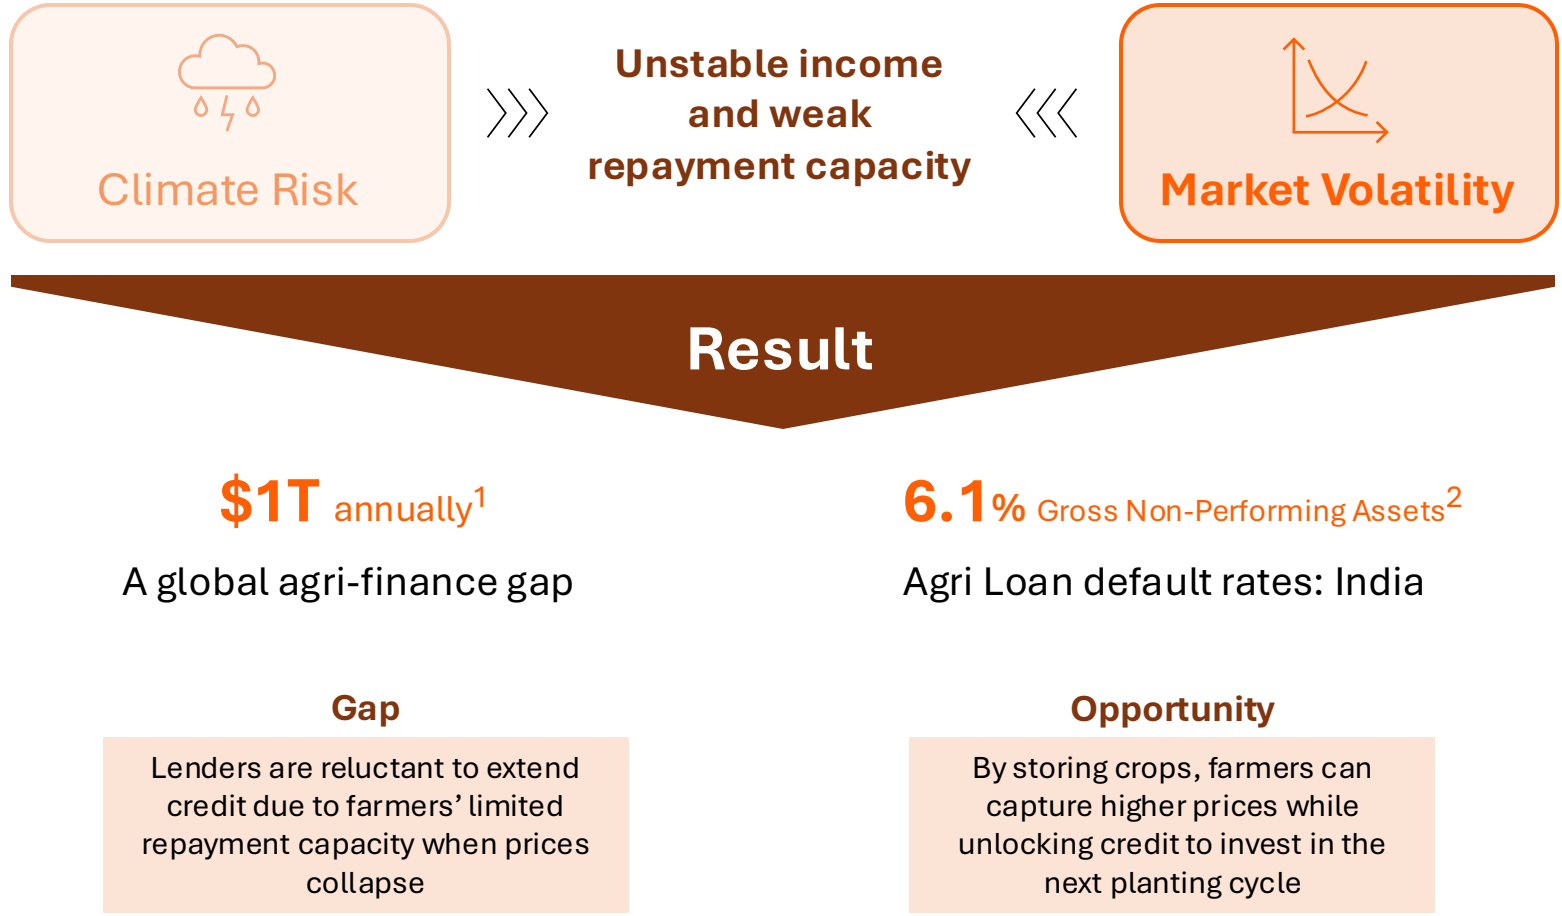 Climate Risk
Unstable income
and weak
repayment capacity
Market Volatility
Result
$1T annually1
A global agri-finance gap
6.1% Gross Non-Performing Assets2
Agri Loan default rates: India
Gap
Lenders are reluctant to extend
credit due to farmers’ limited
repayment capacity when prices
collapse
Opportunity
By storing crops, farmers can
capture higher prices while
unlocking credit to invest in the
next planting cycle